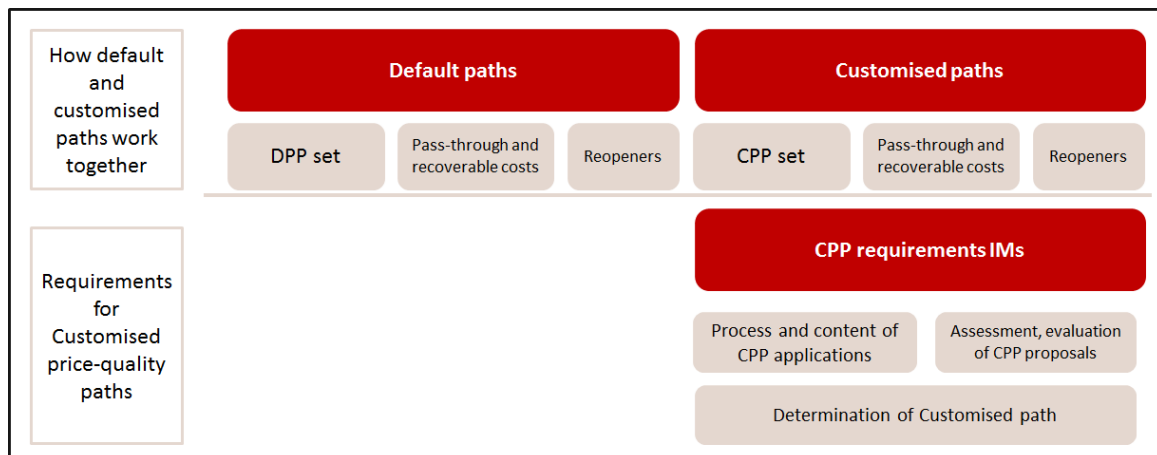 How default
and
customised
paths work
together
Default paths
Customised paths
DPP set
Pass-through and
recoverable costs
Reopeners
CPP set
Pass-through and
recoverable costs
Reopeners
Requirements
for
Customised
price-quality
paths
CPP requirements IMs
Process and content of
CPP applications
Assessment, evaluation
of CPP proposals
Determination of Customised path